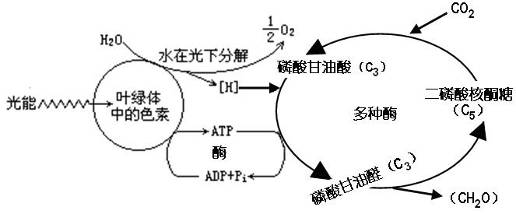 H₂O
水在光下分解
½O₂
CO₂
磷酸甘油酸（C₃）
[H]
光能
叶绿体
中的色素
二磷酸核酮糖
（C₅）
多种酶
ATP
酶
ADP+Pi
磷酸甘油醛（C₃）
（CH₂O）